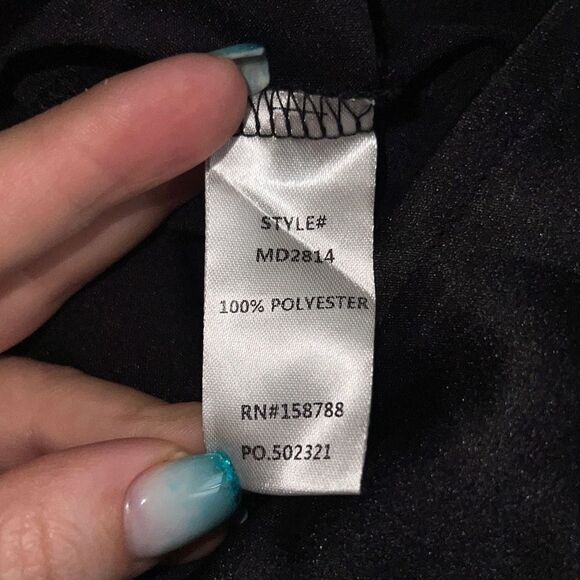 STYLE#
MD2814
100% POLYESTER
RN#158788
PO.502321